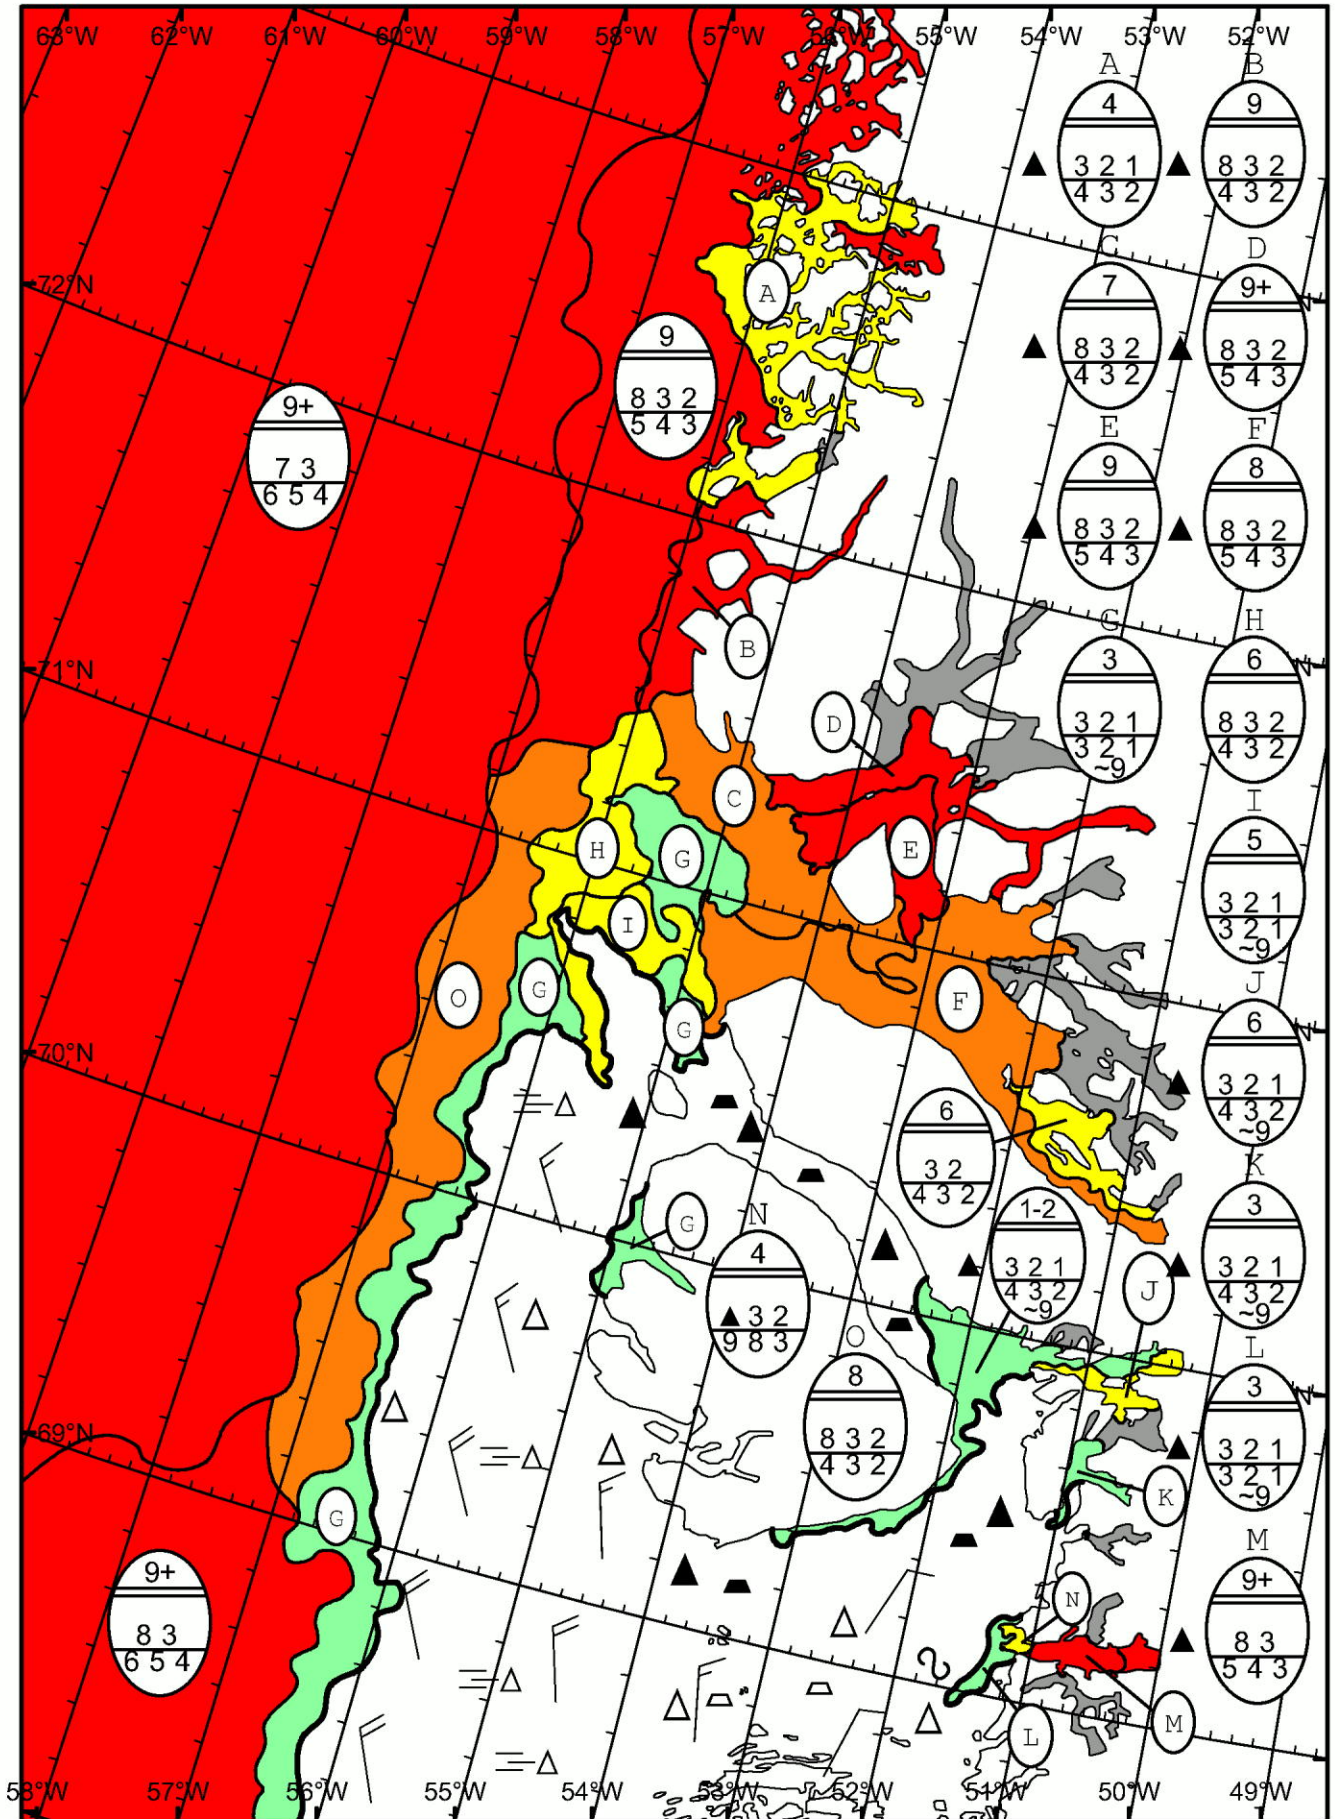 63°W 62°W 61°W 60°W 59°W 58°W 57°W 56°W 55°W 54°W 53°W 52°W
A B
4 9
3 2 1 8 3 2
4 3 2 4 3 2
C D
72°N
7 9+
8 3 2 8 3 2
4 3 2 5 4 3
A
9
8 3 2
5 4 3
9+
7 3
6 5 4
E F
9 8
8 3 2 8 3 2
5 4 3 5 4 3
G H
B
71°N
3 6
3 2 1 8 3 2
3 2 1 4 3 2
~9
D
C
I
H G E
5
3 2 1
3 2 1
~9
I
O G F
J
G
70°N
6
3 2 1
4 3 2
~9
6
3 2
4 3 2
K
1-2
3 2 1
4 3 2
~9
3
3 2 1
4 3 2
~9
G N
4
3 2
9 8 3
J
O
L
8
8 3 2
4 3 2
3
3 2 1
3 2 1
~9
69°N
K
G
M
9+
8 3
6 5 4
9+
8 3
5 4 3
N
2
L M
58°W 57°W 56°W 55°W 54°W 53°W 52°W 51°W 50°W 49°W